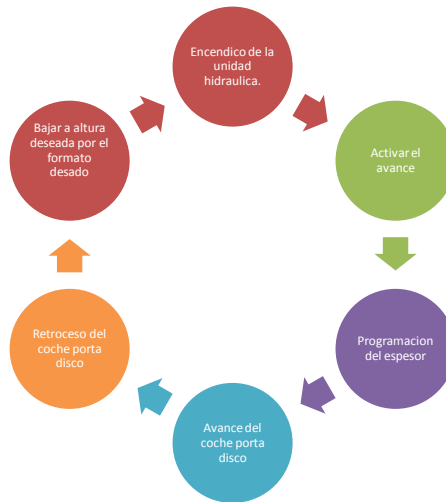 Encendico de la
unidad
hidraulica.
Activar el
avance
Programacion
del espesor
Avance del
coche porta
disco
Retroceso del
coche porta
disco
Bajar a altura
deseada por el
formato
desado